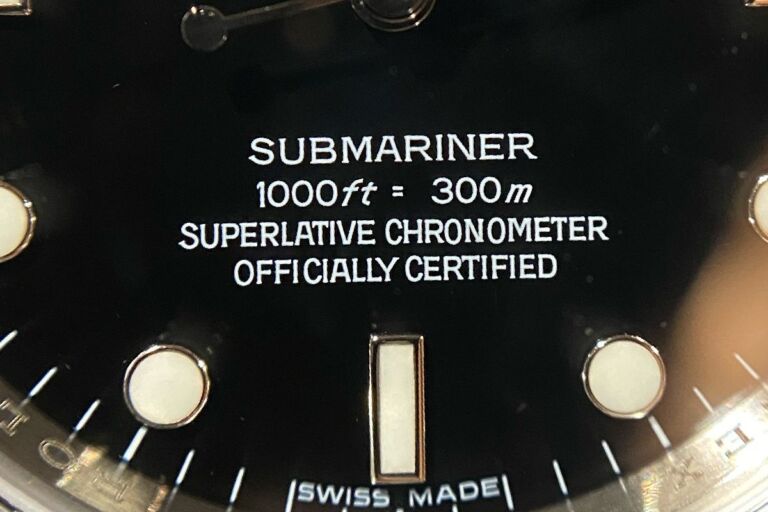 SUBMARINER
1000ft = 300m
SUPERLATIVE CHRONOMETER
OFFICIALLY CERTIFIED
SWISS MADE